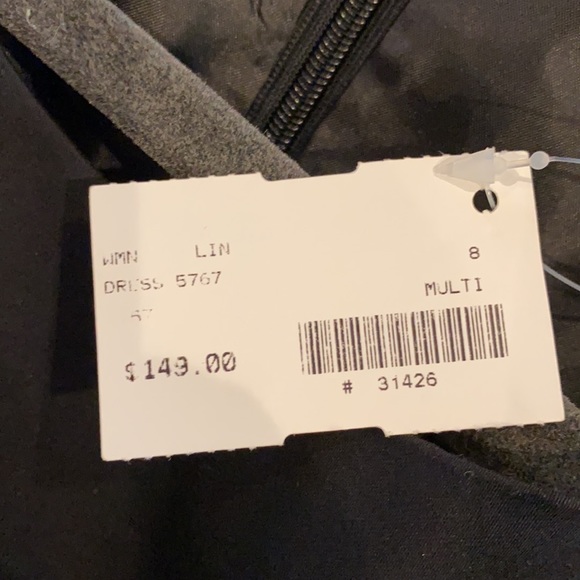 WMN LIN
8
DRESS 5767
MULTI
$149.00
# 31426